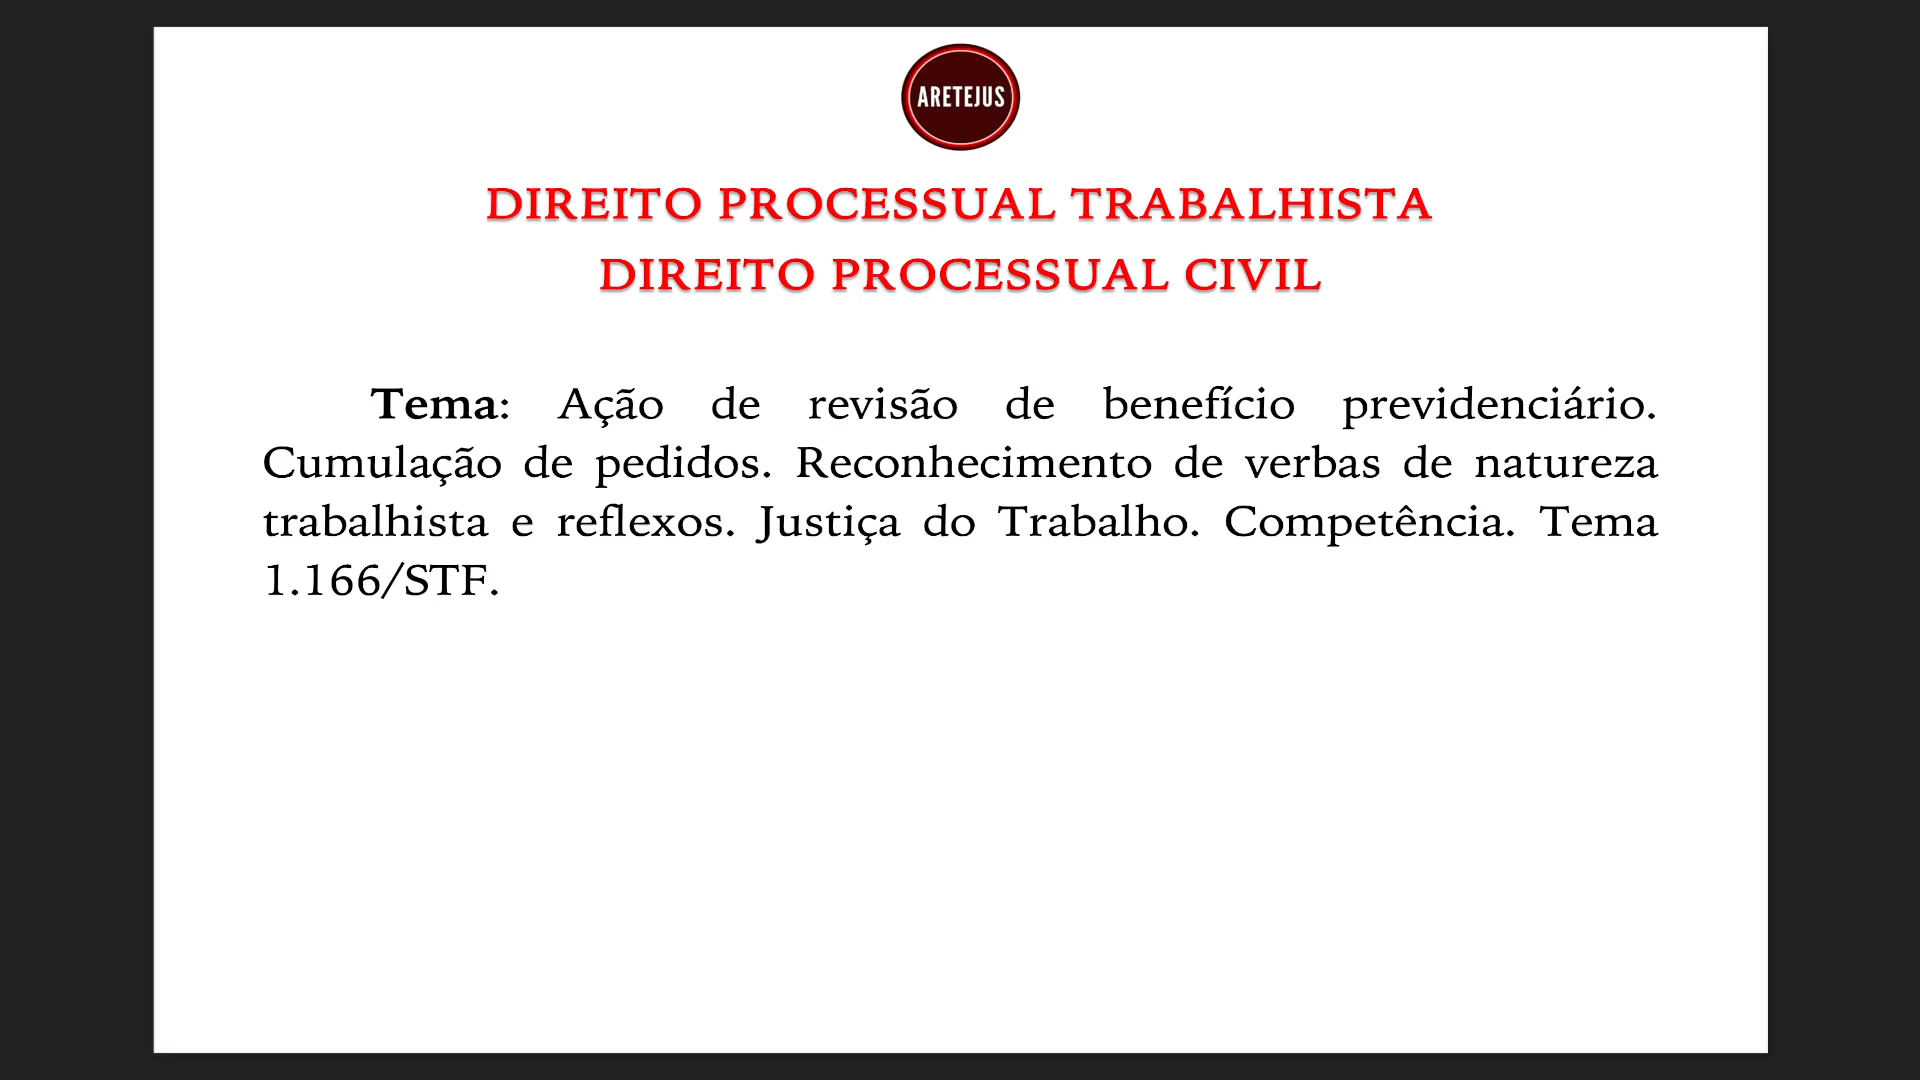 ARETEJUS
DIREITO PROCESSUAL TRABALHISTA
DIREITO PROCESSUAL CIVIL
Tema: Ação de revisão de benefício previdenciário.
Cumulação de pedidos. Reconhecimento de verbas de natureza
trabalhista e reflexos. Justiça do Trabalho. Competência. Tema
1.166/STF.